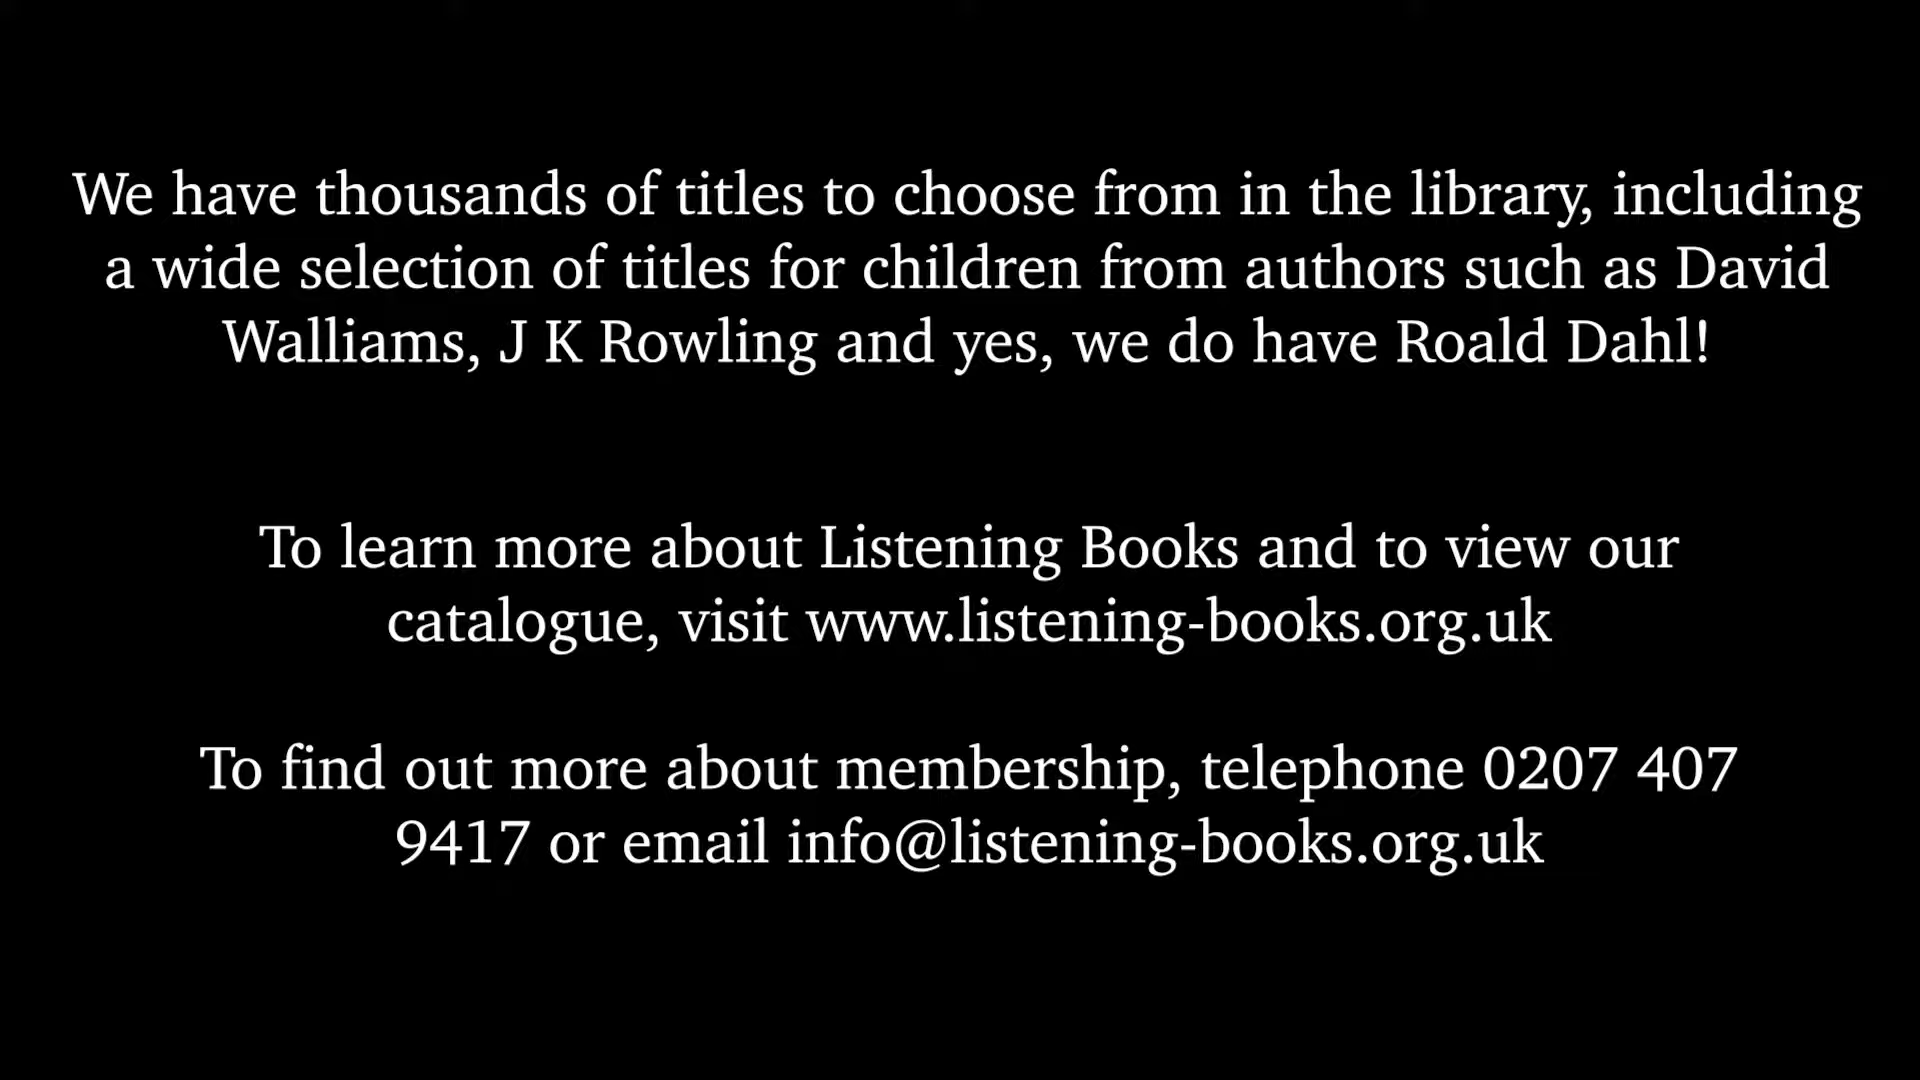 We have thousands of titles to choose from in the library, including
a wide selection of titles for children from authors such as David
Walliams, J K Rowling and yes, we do have Roald Dahl!
To learn more about Listening Books and to view our
catalogue, visit www.listening-books.org.uk
To find out more about membership, telephone 0207 407
9417 or email info@listening-books.org.uk